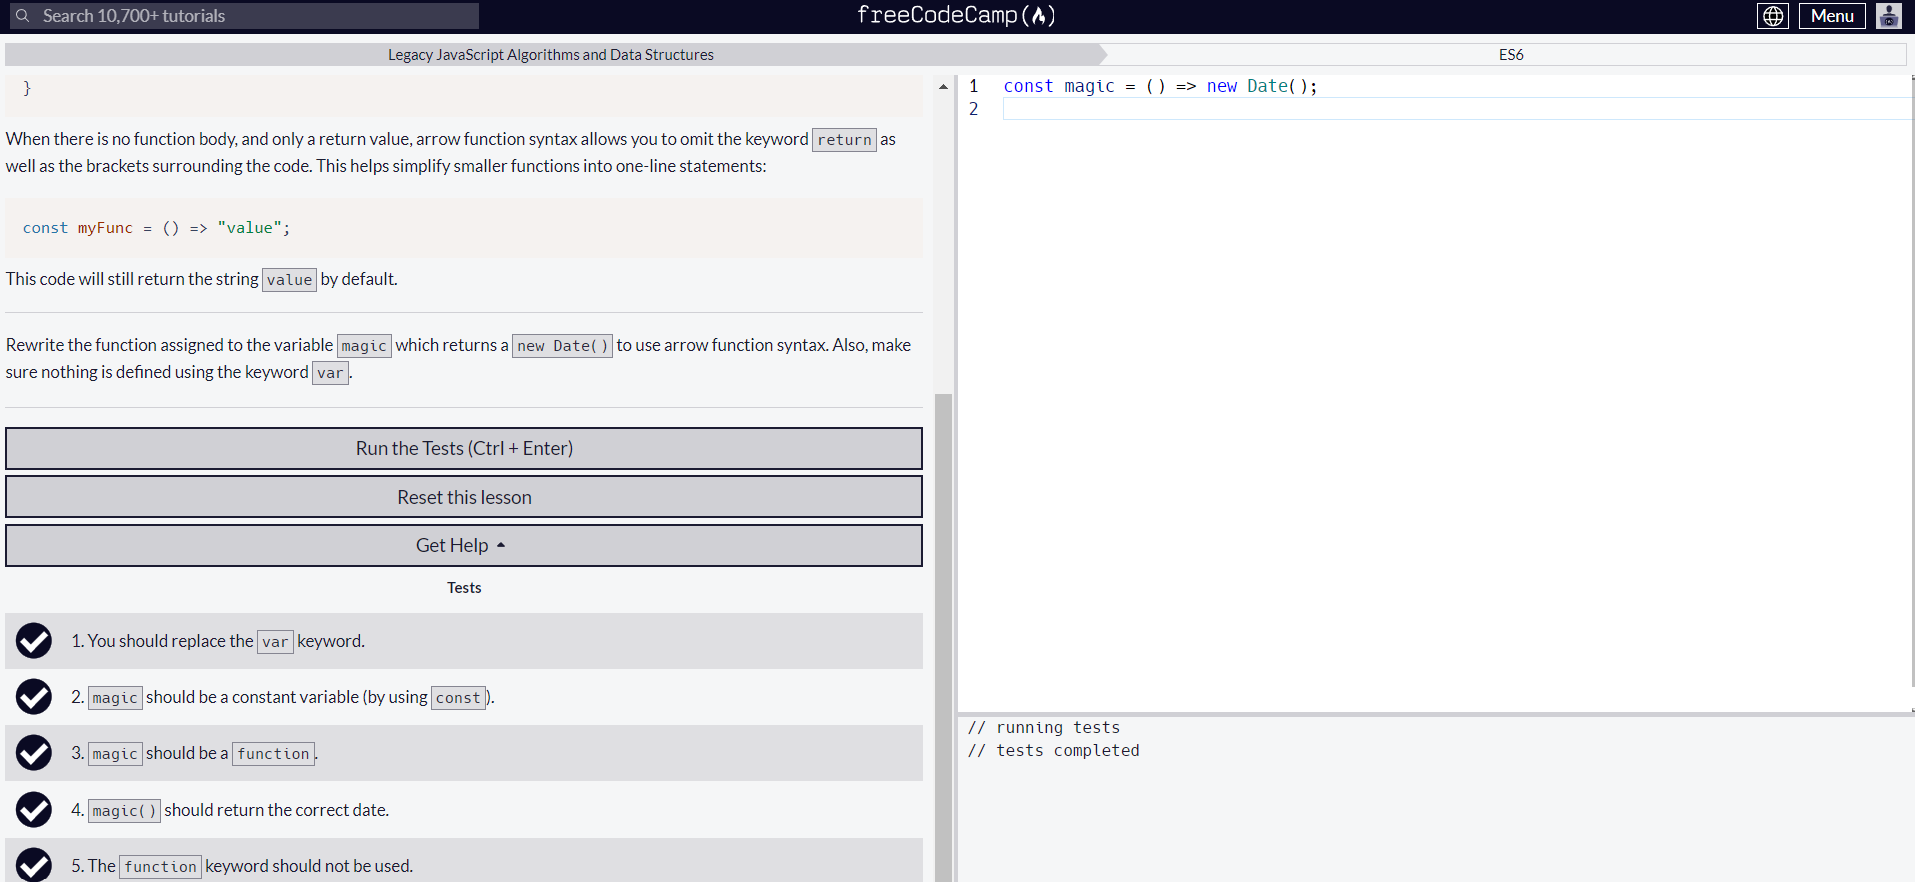 Search 10,700+ tutorials
freeCodeCamp
Menu
Legacy JavaScript Algorithms and Data Structures
ES6
}
When there is no function body, and only a return value, arrow function syntax allows you to omit the keyword return as
well as the brackets surrounding the code. This helps simplify smaller functions into one-line statements:
const myFunc = () => "value";
This code will still return the string value by default.
Rewrite the function assigned to the variable magic which returns a new Date() to use arrow function syntax. Also, make
sure nothing is defined using the keyword var.
Run the Tests (Ctrl + Enter)
Reset this lesson
Get Help
Tests
1. You should replace the var keyword.
2. magic should be a constant variable (by using const).
3. magic should be a function.
4. magic() should return the correct date.
5. The function keyword should not be used.
1 const magic = () => new Date();
2
// running tests
// tests completed